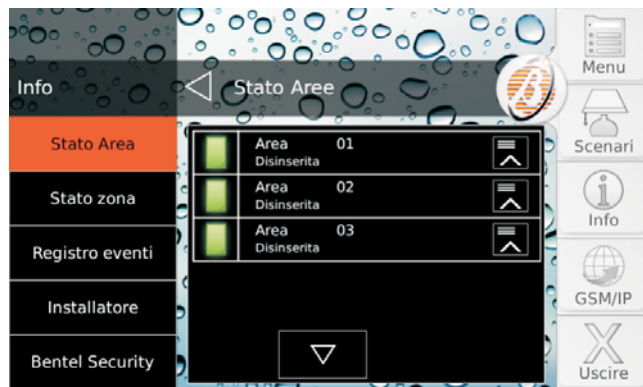 Info
Stato Aree
Stato Area
Stato zona
Registro eventi
Installatore
Bentel Security
Area 01
Disinserita
Area 02
Disinserita
Area 03
Disinserita
Menu
Scenari
Info
GSM/IP
Uscire